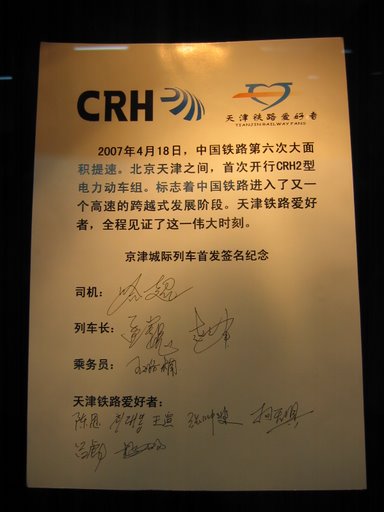 CRH
天津铁路爱好者
TIANJIN RAILWAY FANS
2007年4月18日，中国铁路第六次大面
积提速。北京天津之间，首次开行CRH2型
电力动车组。标志着中国铁路进入了又一
个高速的跨越式发展阶段。天津铁路爱好
者，全程见证了这一伟大时刻。
京津城际列车首发签名纪念
司机：
列车长：
乘务员：
天津铁路爱好者：